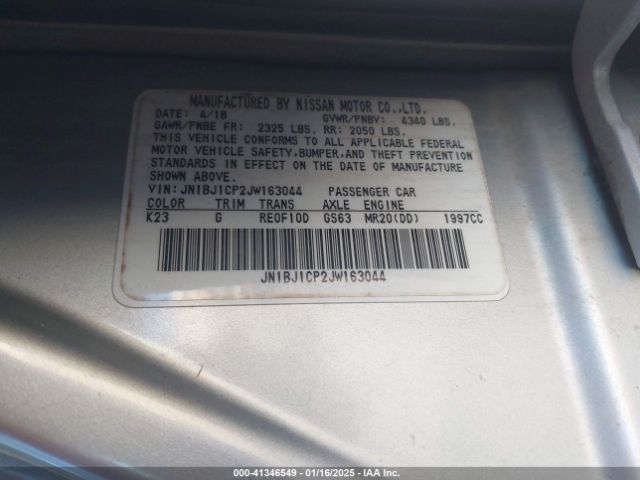 MANUFACTURED BY NISSAN MOTOR CO.,LTD.
DATE: 4/18 GVWR/PNBV: 4340 LBS.
GAWR/PNBE FR: 2325 LBS. RR: 2050 LBS.
THIS VEHICLE CONFORMS TO ALL APPLICABLE FEDERAL
MOTOR VEHICLE SAFETY, BUMPER, AND THEFT PREVENTION
STANDARDS IN EFFECT ON THE DATE OF MANUFACTURE
SHOWN ABOVE.
VIN: JN1BJ1CP2JW163044 PASSENGER CAR
COLOR TRIM TRANS AXLE ENGINE
K23 G RE0F10D GS63 MR20(DD) 1997CC
JN1BJ1CP2JW163044
000-41346549 - 01/16/2025 - IAA, Inc.